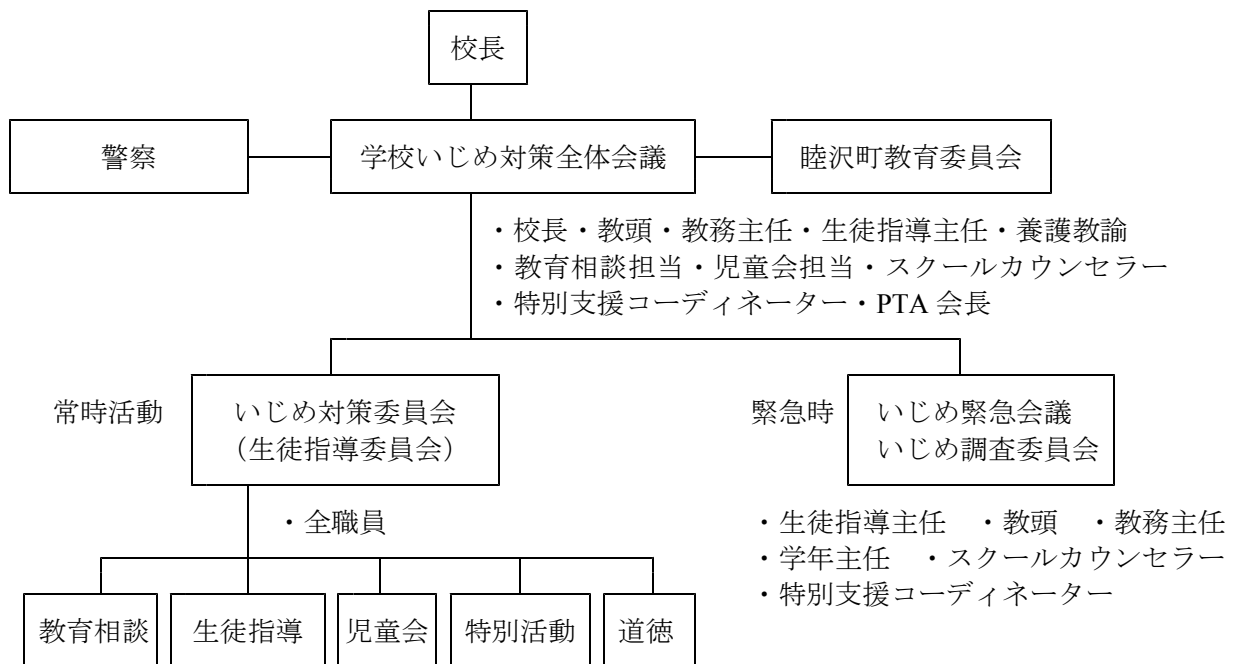 校長
警察
学校いじめ対策全体会議
睦沢町教育委員会
・校長・教頭・教務主任・生徒指導主任・養護教諭
・教育相談担当・児童会担当・スクールカウンセラー
・特別支援コーディネーター・PTA 会長
常時活動
いじめ対策委員会
（生徒指導委員会）
緊急時
いじめ緊急会議
いじめ調査委員会
・全職員
・生徒指導主任　・教頭　・教務主任
・学年主任　・スクールカウンセラー
・特別支援コーディネーター
教育相談
生徒指導
児童会
特別活動
道徳